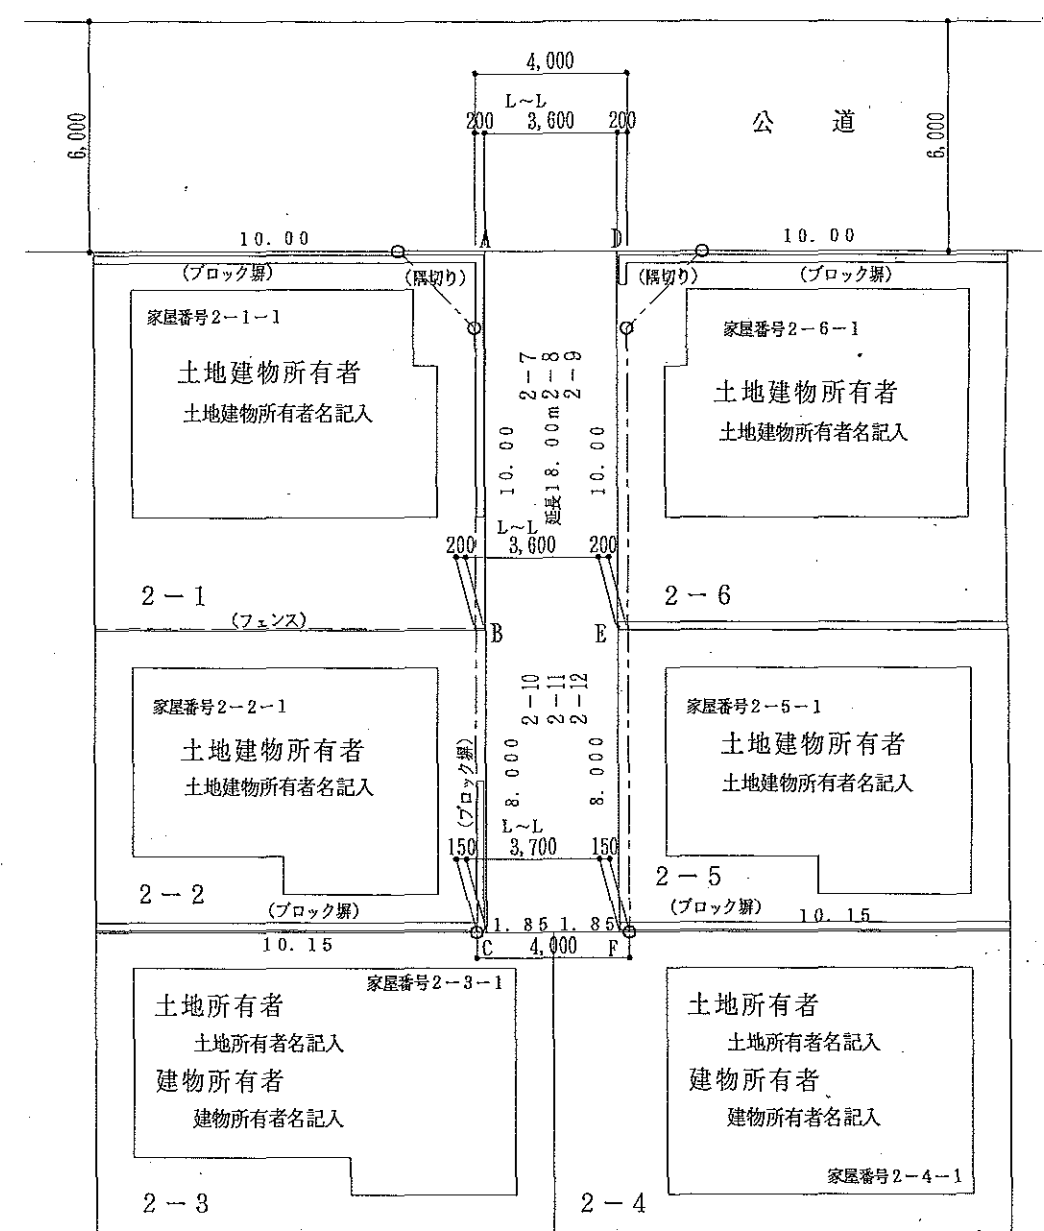 4,000
L～L
200 3,600 200
公 道
6,000
6,000
10.00
A
D
10.00
(ブロック塀)
(隅切り)
(隅切り)
(ブロック塀)
家屋番号2－1－1
土地建物所有者
土地建物所有者名記入
家屋番号2－6－1
土地建物所有者
土地建物所有者名記入
2－7
2－8
2－9
10.00
延長18.00m
10.00
L～L
200 3,600 200
2－1
2－6
(フェンス)
B
E
家屋番号2－2－1
土地建物所有者
土地建物所有者名記入
家屋番号2－5－1
土地建物所有者
土地建物所有者名記入
2－10
2－11
2－12
(ブロック塀)
8.000
8.000
L～L
150 3,700 150
2－2
2－5
(ブロック塀)
(ブロック塀)
10.15
10.15
1.85 1.85
C
4,000
F
家屋番号2－3－1
土地所有者
土地所有者名記入
建物所有者
建物所有者名記入
2－3
土地所有者
土地所有者名記入
建物所有者
建物所有者名記入
家屋番号2－4－1
2－4